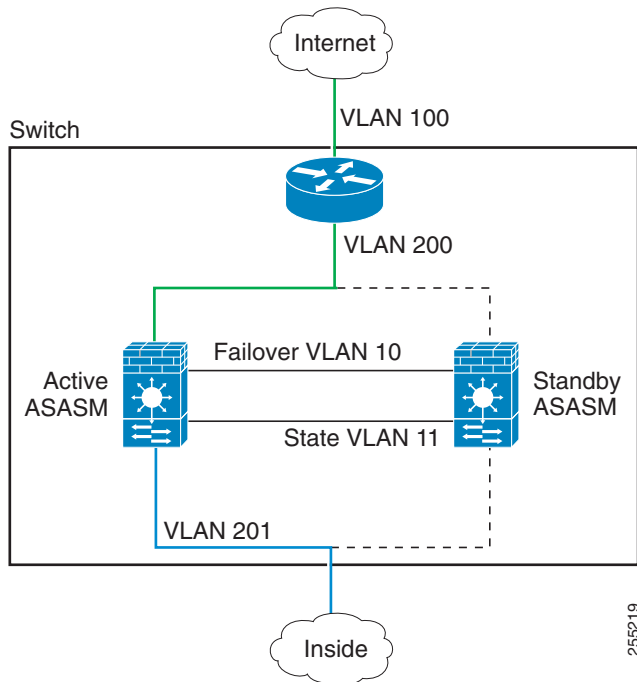 Internet
VLAN 100
Switch
VLAN 200
Failover VLAN 10
Active
ASASM
Standby
ASASM
State VLAN 11
VLAN 201
Inside
255219